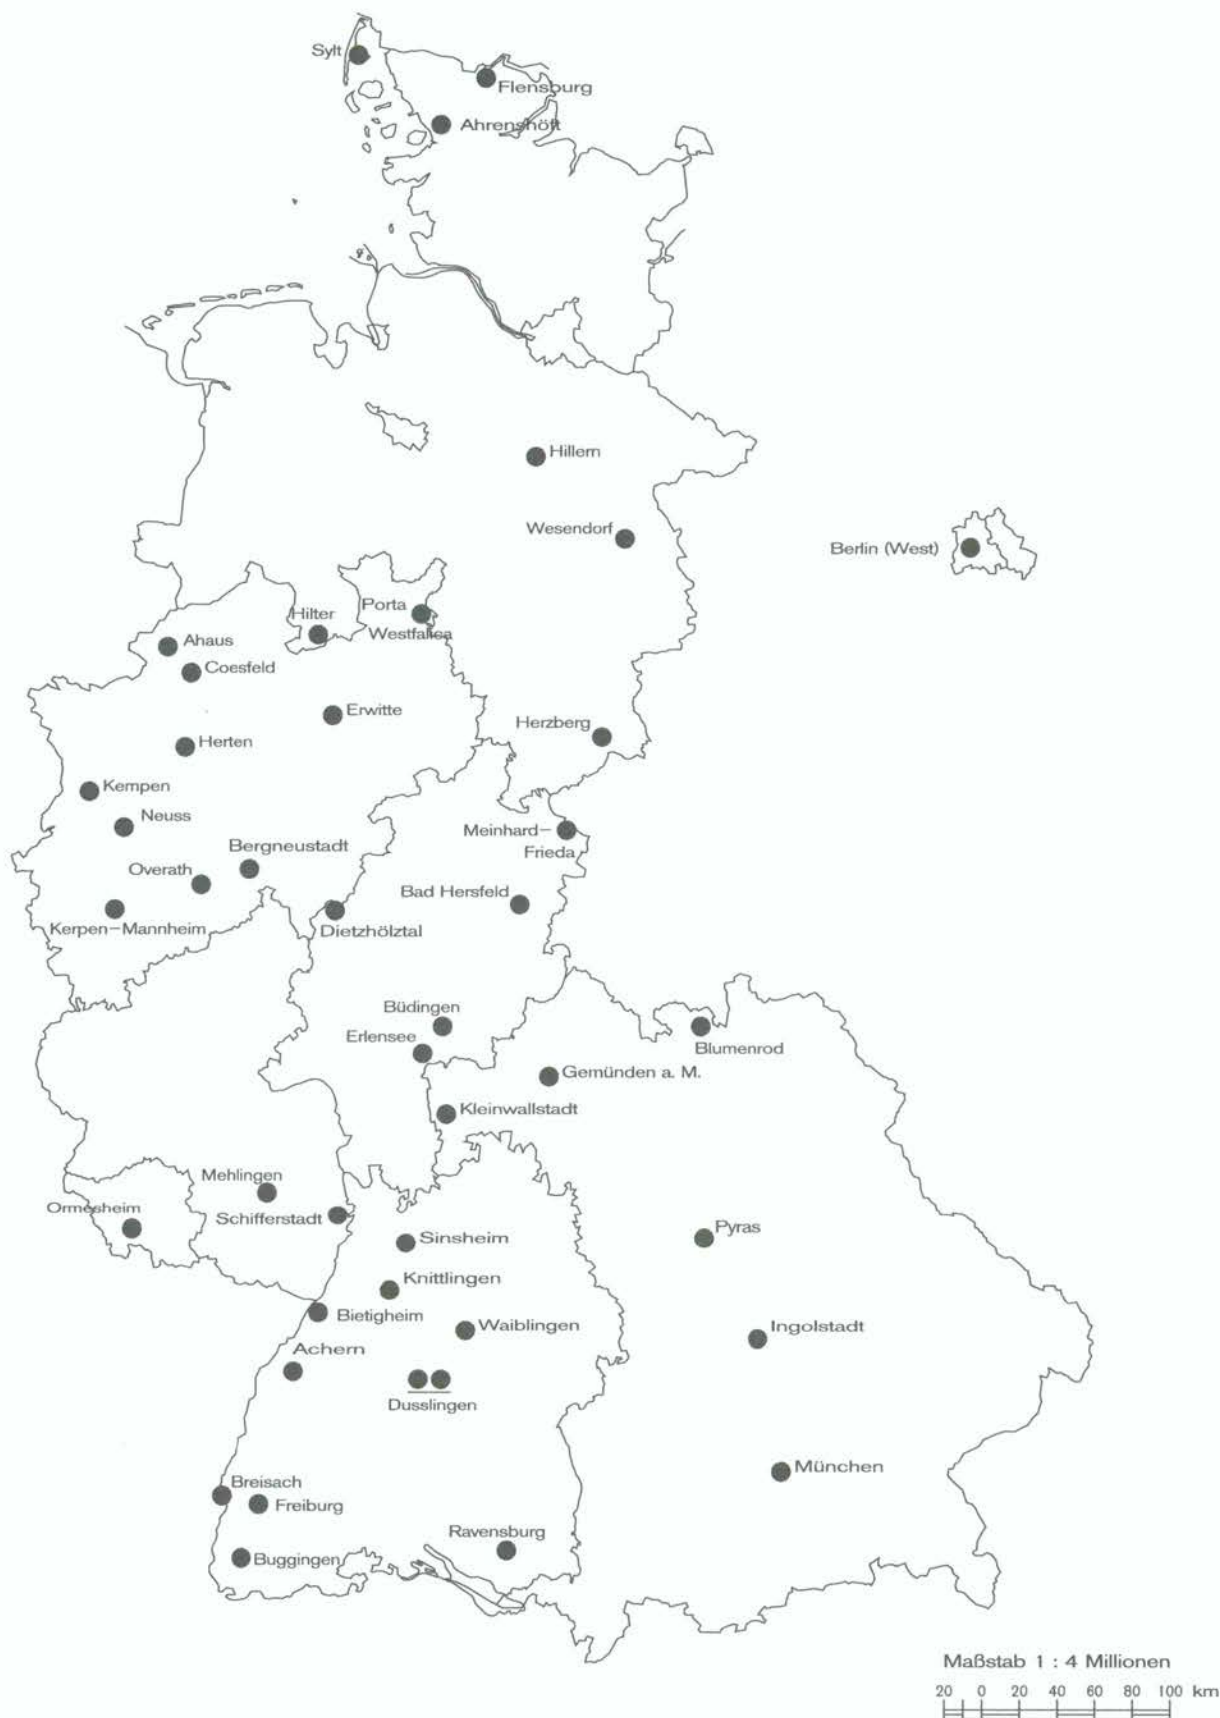 Sylt
Flensburg
Ahrenshöft
Hillern
Wesendorf
Berlin (West)
Hilter
Porta
Westfalica
Ahaus
Coesfeld
Erwitte
Herzberg
Herten
Kempen
Neuss
Meinhard–
Frieda
Bergneustadt
Overath
Bad Hersfeld
Kerpen–Mannheim
Dietzhölztal
Büdingen
Erlensee
Blumenrod
Gemünden a. M.
Kleinwallstadt
Mehlingen
Ormesheim
Schifferstadt
Pyras
Sinsheim
Knittlingen
Bietigheim
Waiblingen
Ingolstadt
Achern
Dusslingen
München
Breisach
Freiburg
Ravensburg
Buggingen
Maßstab 1 : 4 Millionen
20 0 20 40 60 80 100 km